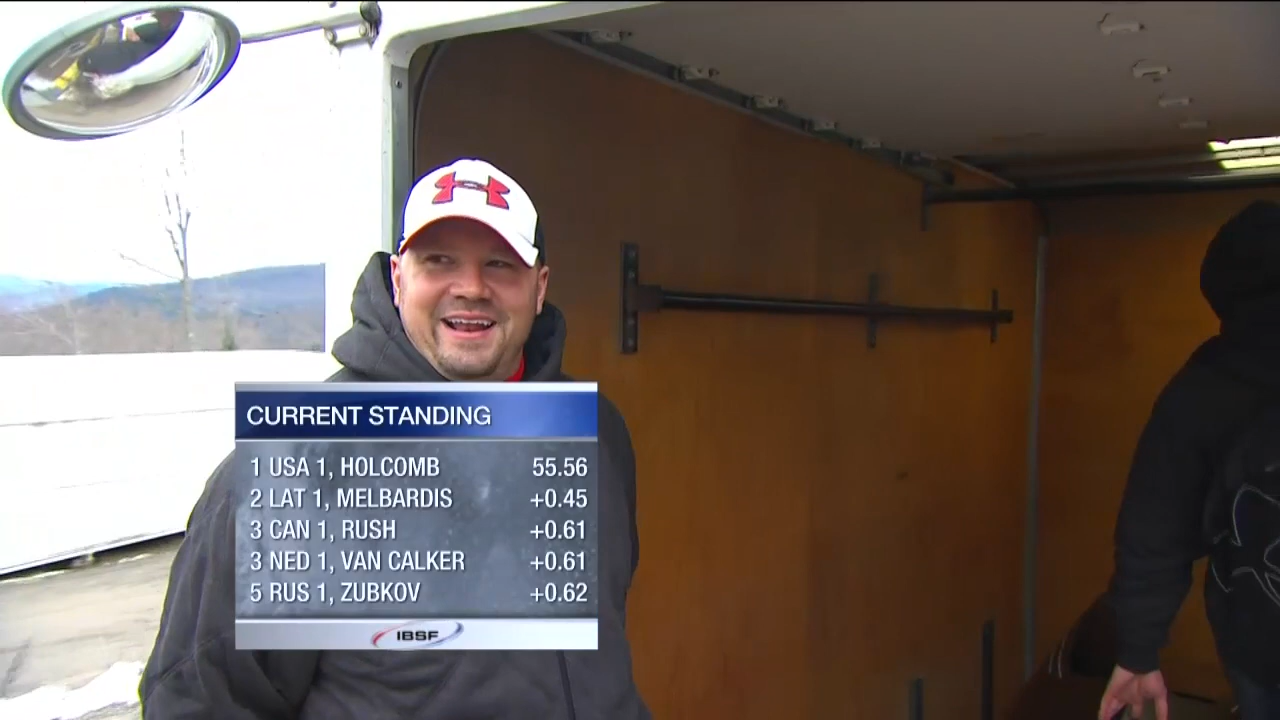 CURRENT STANDING
1 USA 1, HOLCOMB 55.56
2 LAT 1, MELBARDIS +0.45
3 CAN 1, RUSH +0.61
3 NED 1, VAN CALKER +0.61
5 RUS 1, ZUBKOV +0.62
IBSF